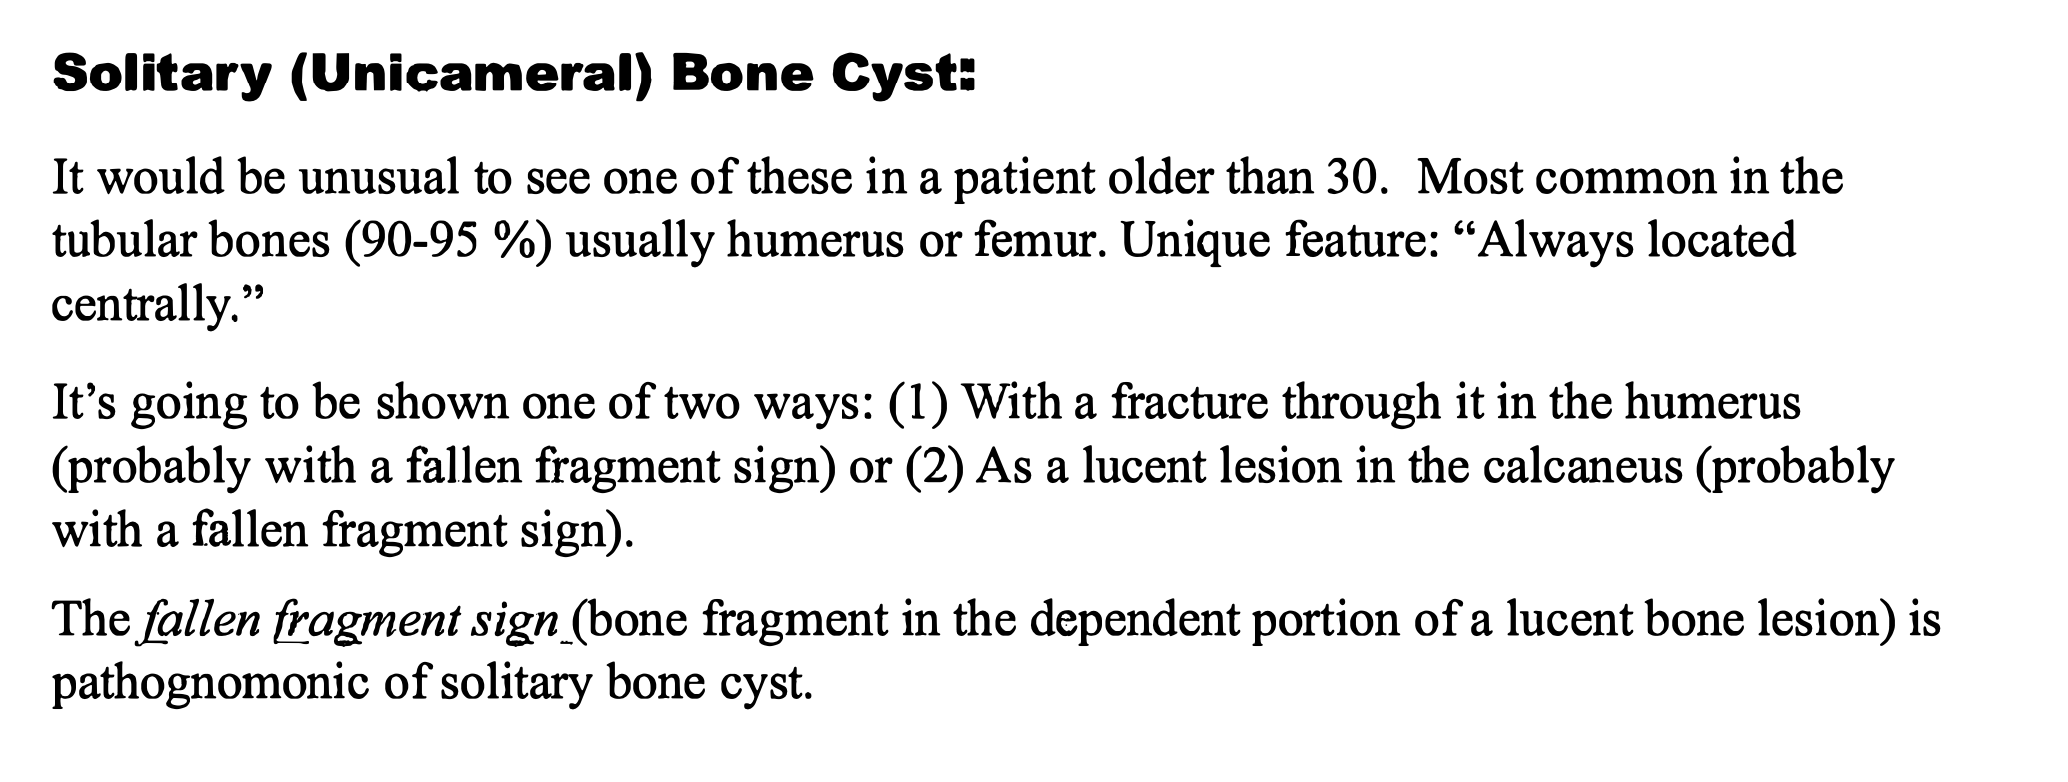 Solitary (Unicameral) Bone Cyst:
It would be unusual to see one of these in a patient older than 30. Most common in the
tubular bones (90-95 %) usually humerus or femur. Unique feature: “Always located
centrally.”
It’s going to be shown one of two ways: (1) With a fracture through it in the humerus
(probably with a fallen fragment sign) or (2) As a lucent lesion in the calcaneus (probably
with a fallen fragment sign).
The fallen fragment sign (bone fragment in the dependent portion of a lucent bone lesion) is
pathognomonic of solitary bone cyst.